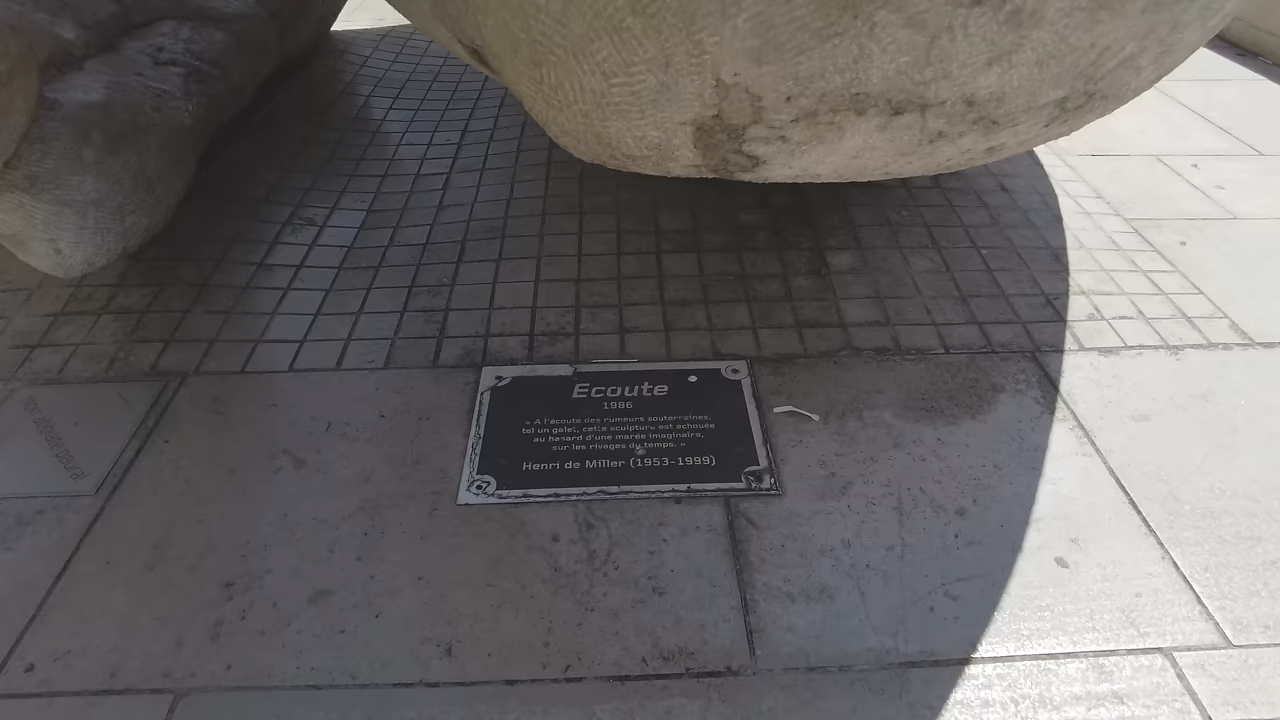 Ecoute
1986
« A l'écoute des rumeurs souterraines,
tel un galet, cette sculpture est échouée
au hasard d'une marée imaginaire,
sur les rivages du temps. »
Henri de Miller (1953-1999)